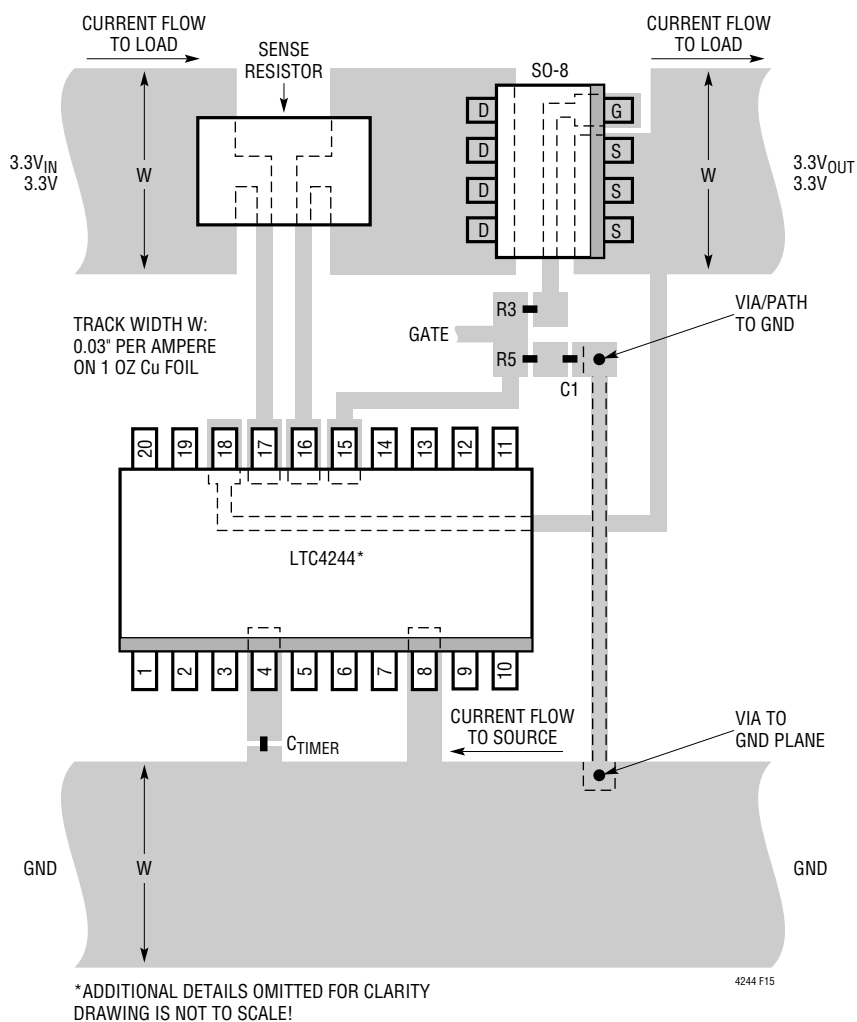 CURRENT FLOW
TO LOAD
SENSE
RESISTOR
SO-8
CURRENT FLOW
TO LOAD
3.3VIN
3.3V
W
D
D
D
D
G
S
S
S
W
3.3VOUT
3.3V
TRACK WIDTH W:
0.03" PER AMPERE
ON 1 OZ Cu FOIL
R3
GATE
R5
C1
VIA/PATH
TO GND
20
19
18
17
16
15
14
13
12
11
LTC4244*
1
2
3
4
5
6
7
8
9
10
CTIMER
CURRENT FLOW
TO SOURCE
VIA TO
GND PLANE
GND
W
GND
*ADDITIONAL DETAILS OMITTED FOR CLARITY
DRAWING IS NOT TO SCALE!
4244 F15